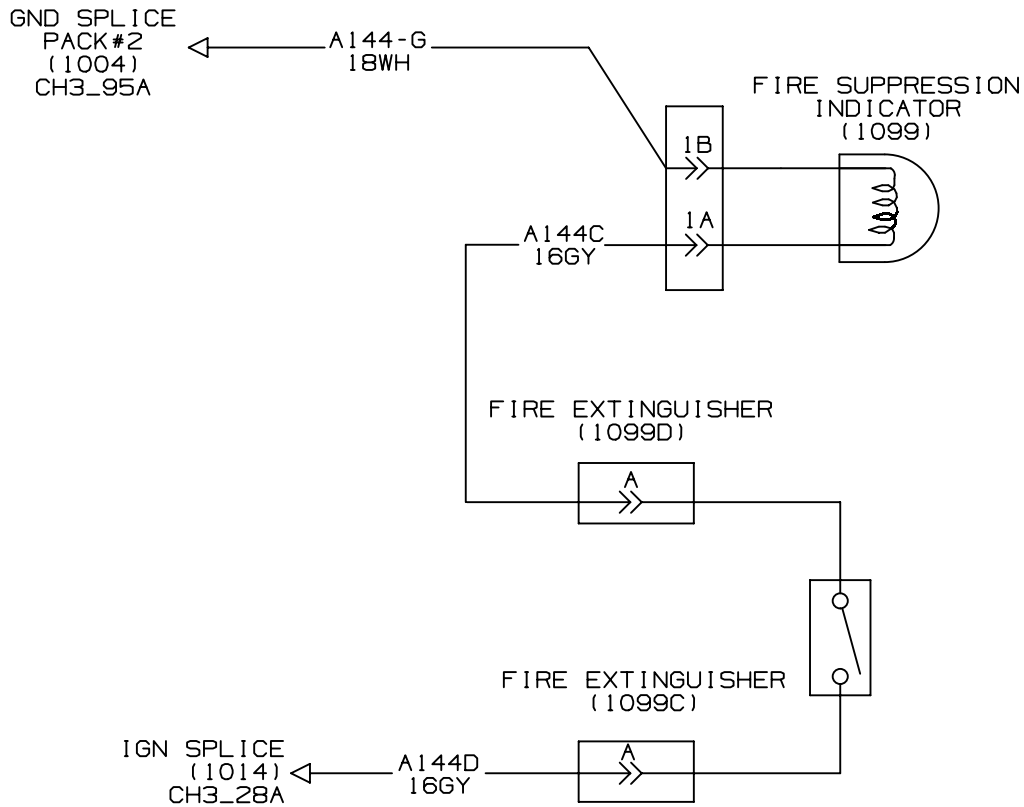 GND SPLICE
PACK#2
(1004)
CH3_95A
A144-G
18WH
FIRE SUPPRESSION
INDICATOR
(1099)
1B
1A
A144C
16GY
FIRE EXTINGUISHER
(1099D)
A
FIRE EXTINGUISHER
(1099C)
A
IGN SPLICE
(1014)
CH3_28A
A144D
16GY